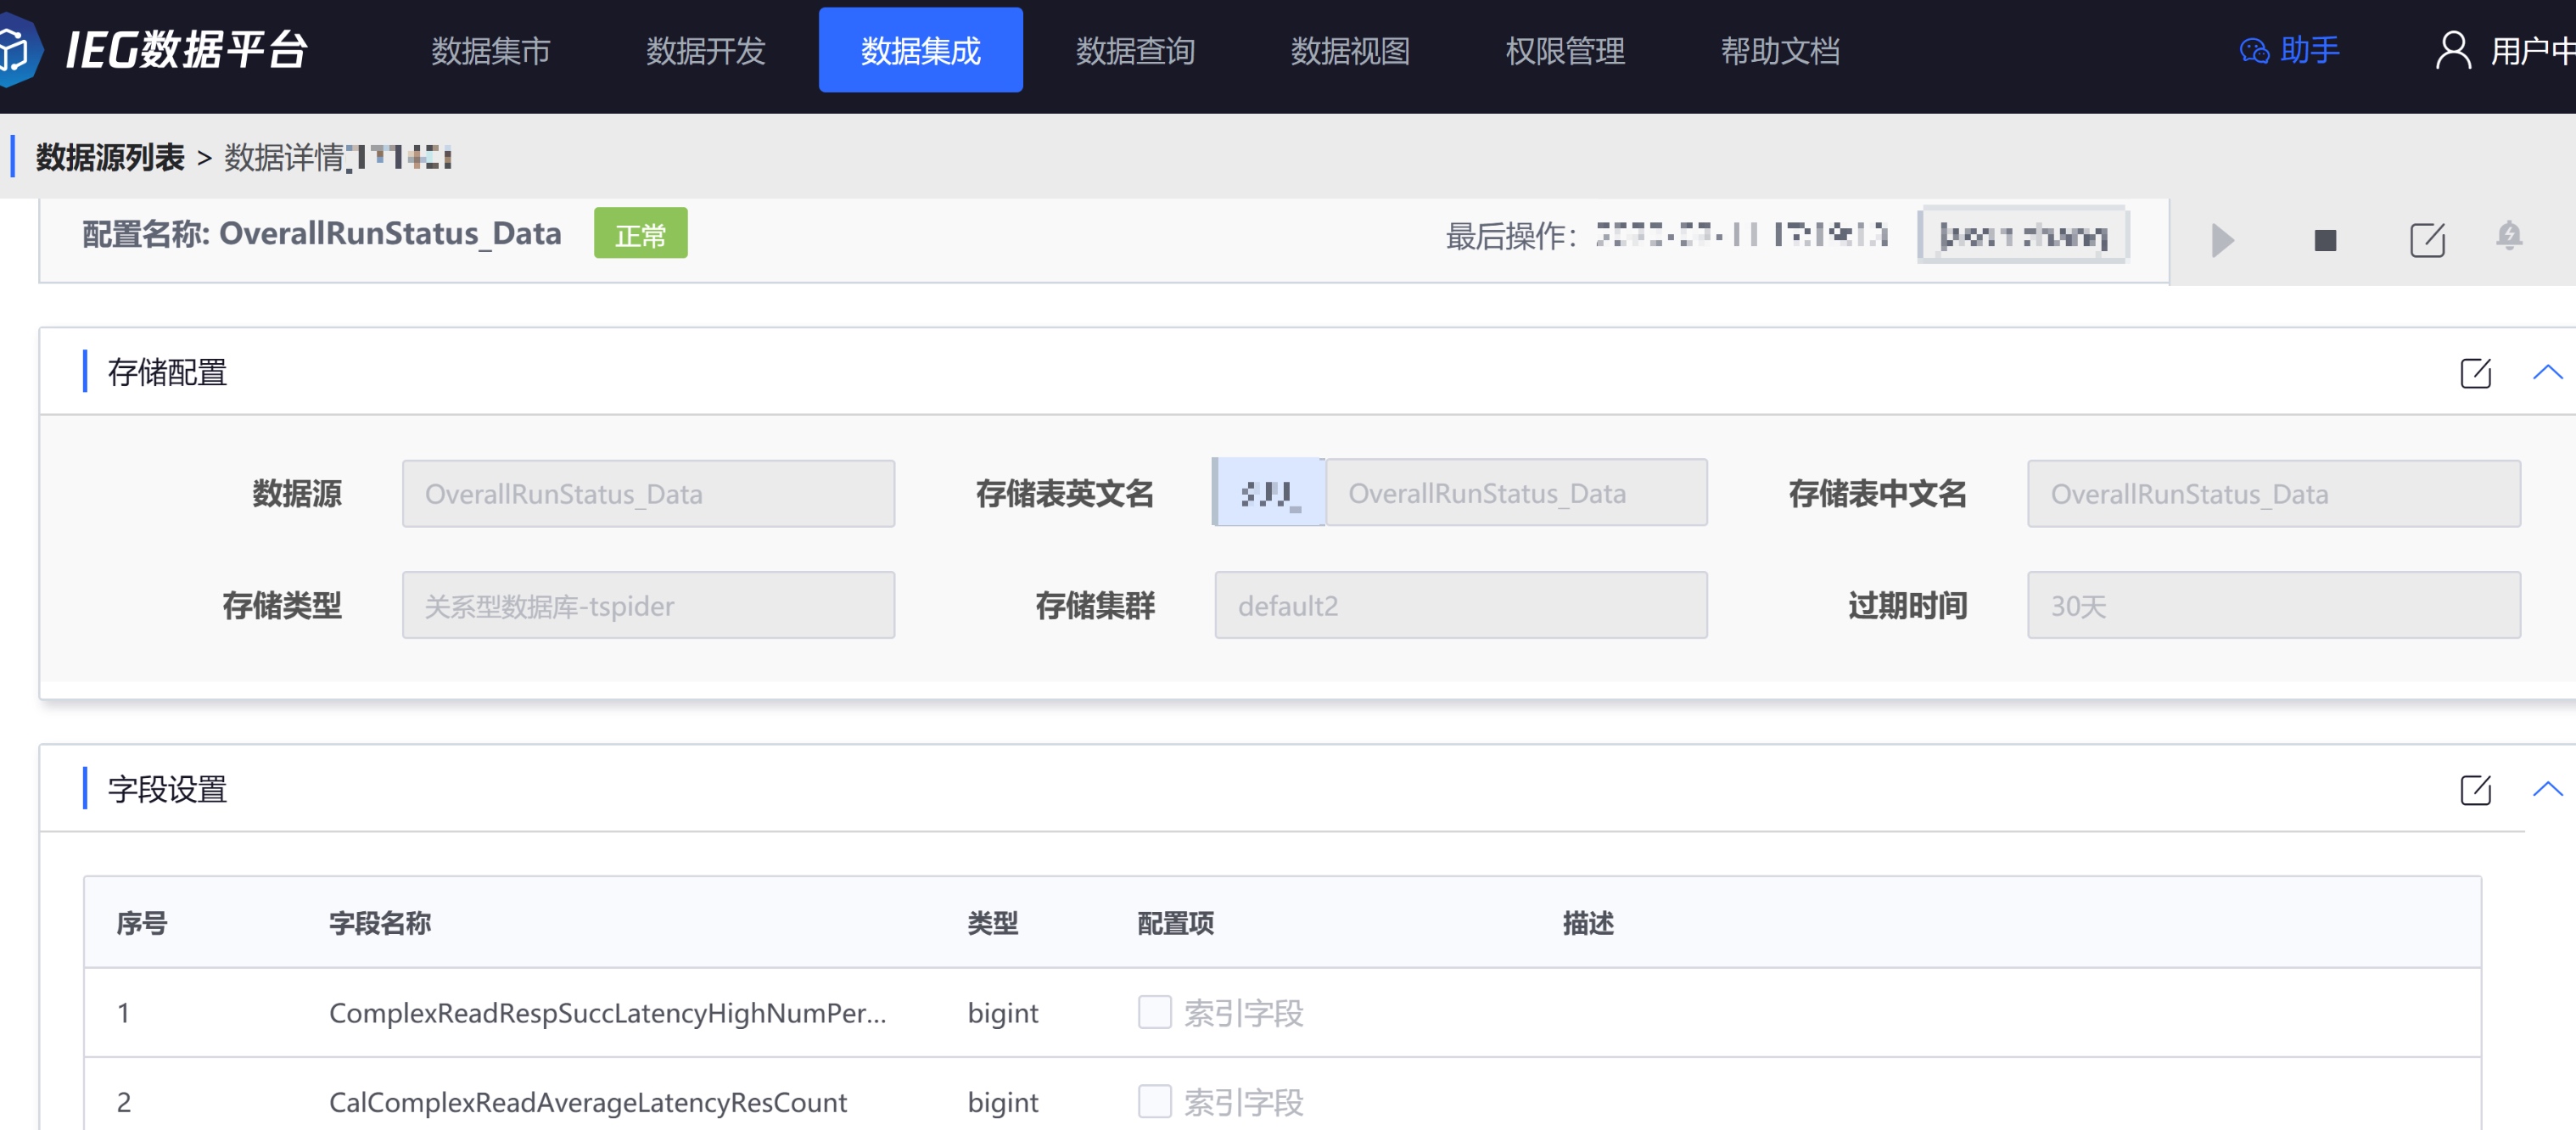 IEG数据平台 数据集市 数据开发 数据集成 数据查询 数据视图 权限管理 帮助文档 助手 用户中
数据源列表 > 数据详情
配置名称: OverallRunStatus_Data 正常 最后操作:
存储配置
数据源 OverallRunStatus_Data 存储表英文名 OverallRunStatus_Data 存储表中文名 OverallRunStatus_Data
存储类型 关系型数据库-tspider 存储集群 default2 过期时间 30天
字段设置
序号 字段名称 类型 配置项 描述
1 ComplexReadRespSuccLatencyHighNumPer... bigint 索引字段
2 CalComplexReadAverageLatencyResCount bigint 索引字段